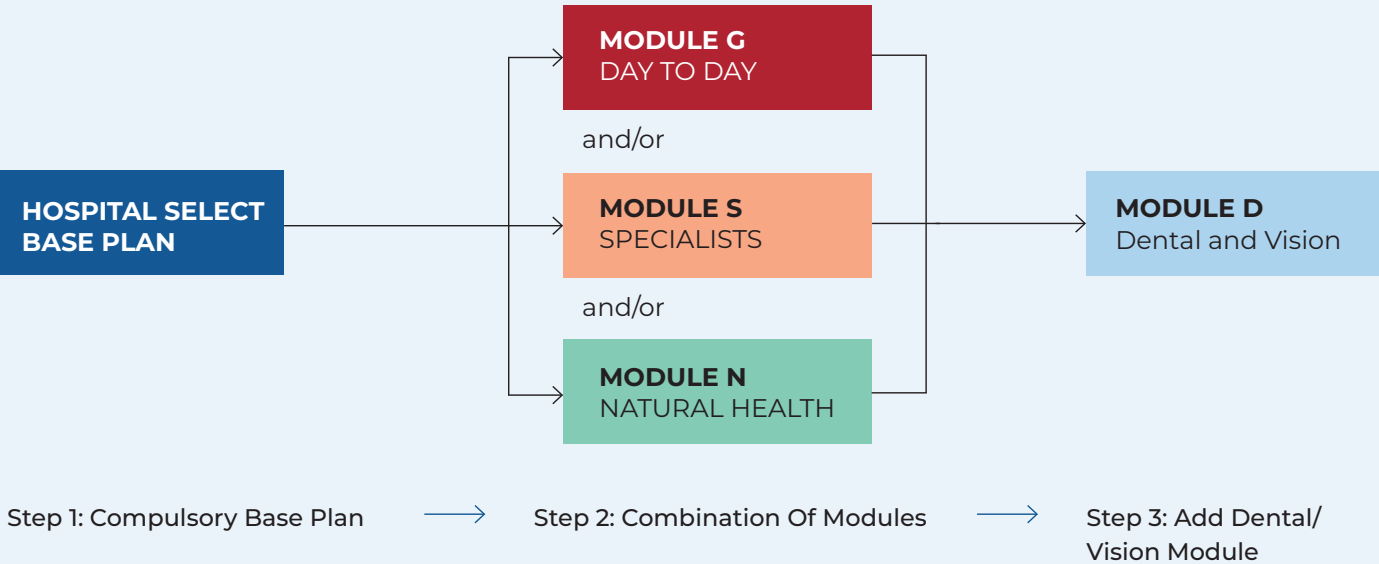 MODULE G
DAY TO DAY
and/or
HOSPITAL SELECT
BASE PLAN
MODULE S
SPECIALISTS
MODULE D
Dental and Vision
and/or
MODULE N
NATURAL HEALTH
Step 1: Compulsory Base Plan
Step 2: Combination Of Modules
Step 3: Add Dental/
Vision Module